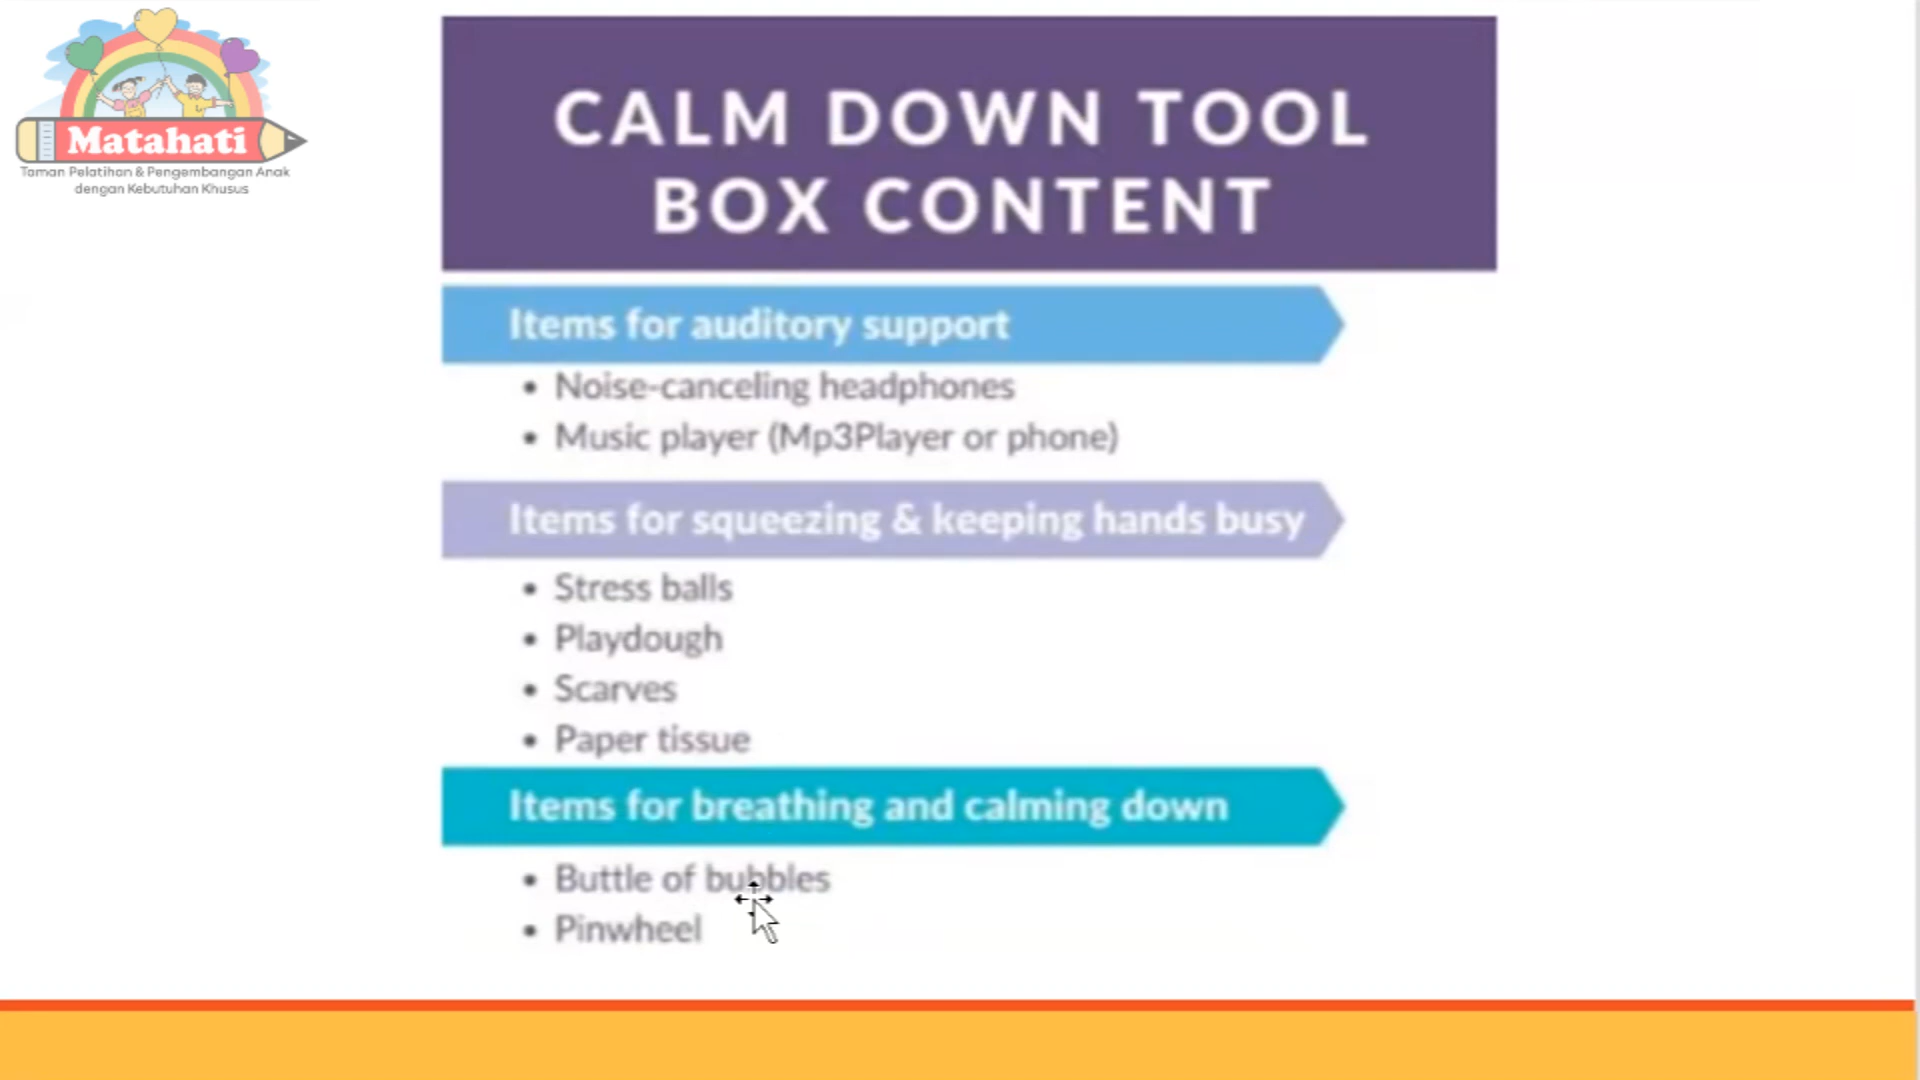 Matahati
Taman Pelatihan & Pengembangan Anak
dengan Kebutuhan Khusus
CALM DOWN TOOL
BOX CONTENT
Items for auditory support
• Noise-canceling headphones
• Music player (Mp3Player or phone)
Items for squeezing & keeping hands busy
• Stress balls
• Playdough
• Scarves
• Paper tissue
Items for breathing and calming down
• Buttle of bubbles
• Pinwheel